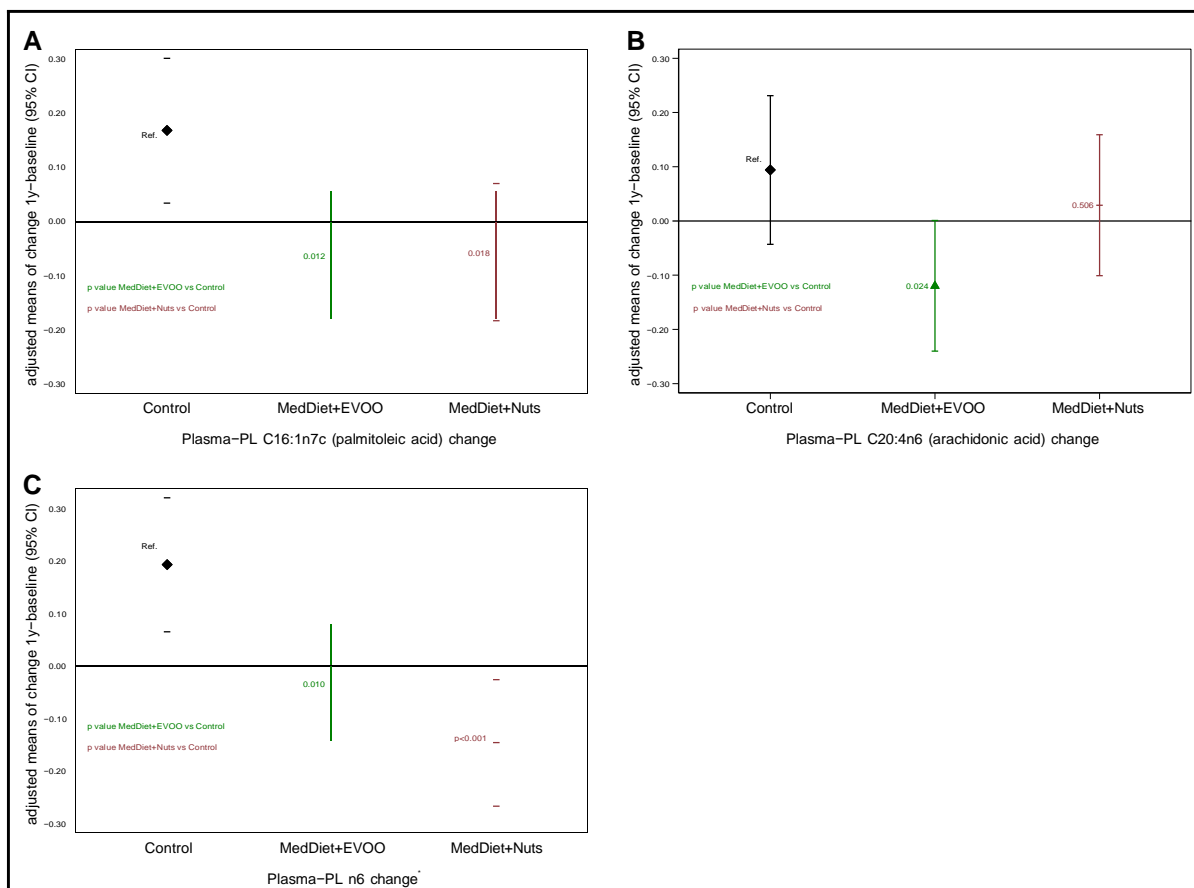 A
adjusted means of change 1y−baseline (95% CI)
0.30
0.20
0.10
0.00
−0.10
−0.20
−0.30
Ref.
0.012
0.018
p value MedDiet+EVOO vs Control
p value MedDiet+Nuts vs Control
Control MedDiet+EVOO MedDiet+Nuts
Plasma−PL C16:1n7c (palmitoleic acid) change
B
adjusted means of change 1y−baseline (95% CI)
0.30
0.20
0.10
0.00
−0.10
−0.20
−0.30
Ref.
0.024
0.506
p value MedDiet+EVOO vs Control
p value MedDiet+Nuts vs Control
Control MedDiet+EVOO MedDiet+Nuts
Plasma−PL C20:4n6 (arachidonic acid) change
C
adjusted means of change 1y−baseline (95% CI)
0.30
0.20
0.10
0.00
−0.10
−0.20
−0.30
Ref.
0.010
p<0.001
p value MedDiet+EVOO vs Control
p value MedDiet+Nuts vs Control
Control MedDiet+EVOO MedDiet+Nuts
Plasma−PL n6 change*